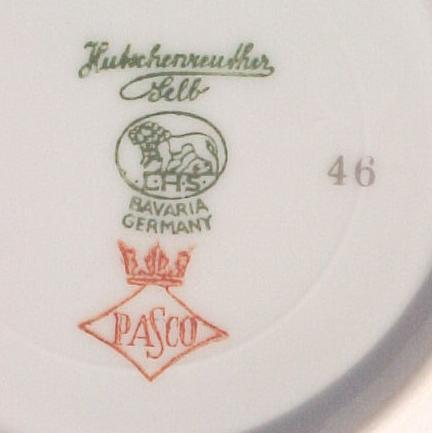 Hutschenreuther
Selb
C.H.S.
BAVARIA
GERMANY
46
PASCO